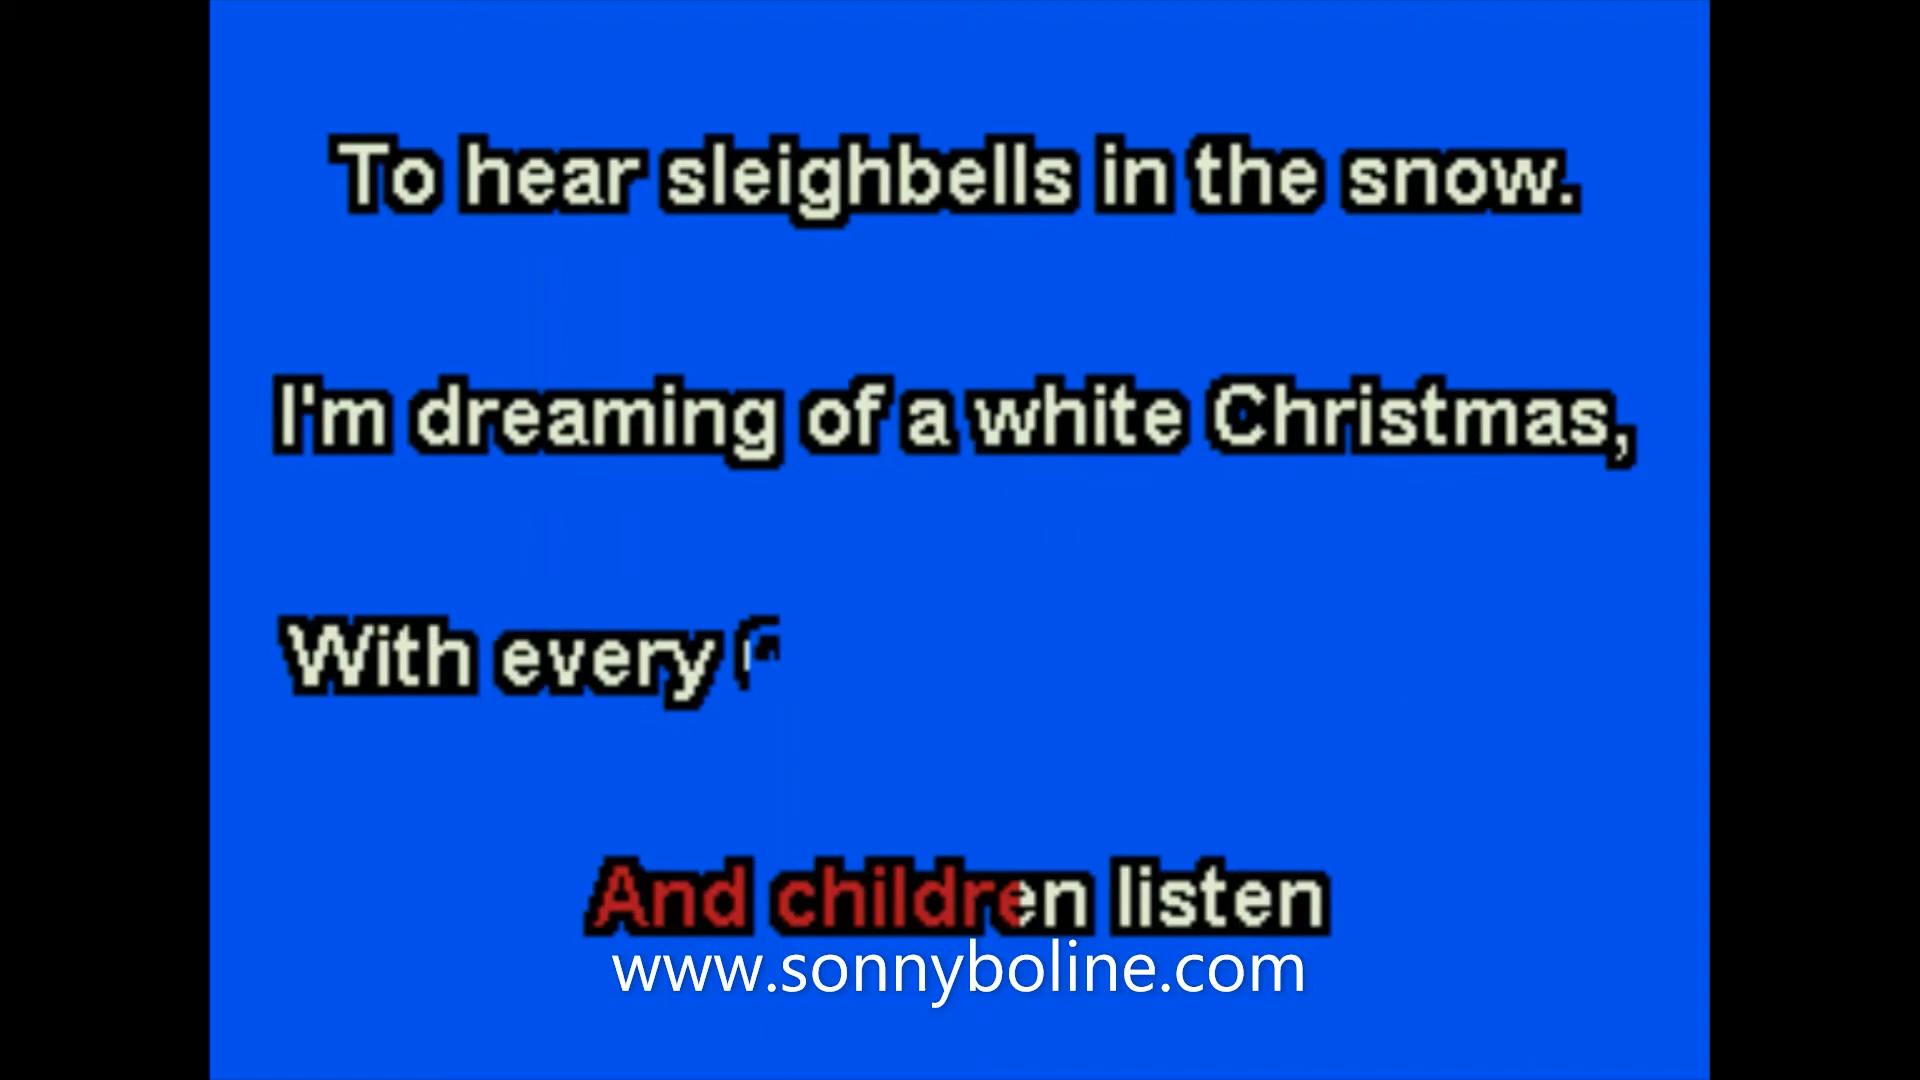 To hear sleighbells in the snow.
I'm dreaming of a white Christmas,
With every
And children listen
www.sonnyboline.com